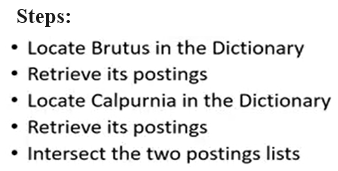 Steps:
• Locate Brutus in the Dictionary
• Retrieve its postings
• Locate Calpurnia in the Dictionary
• Retrieve its postings
• Intersect the two postings lists